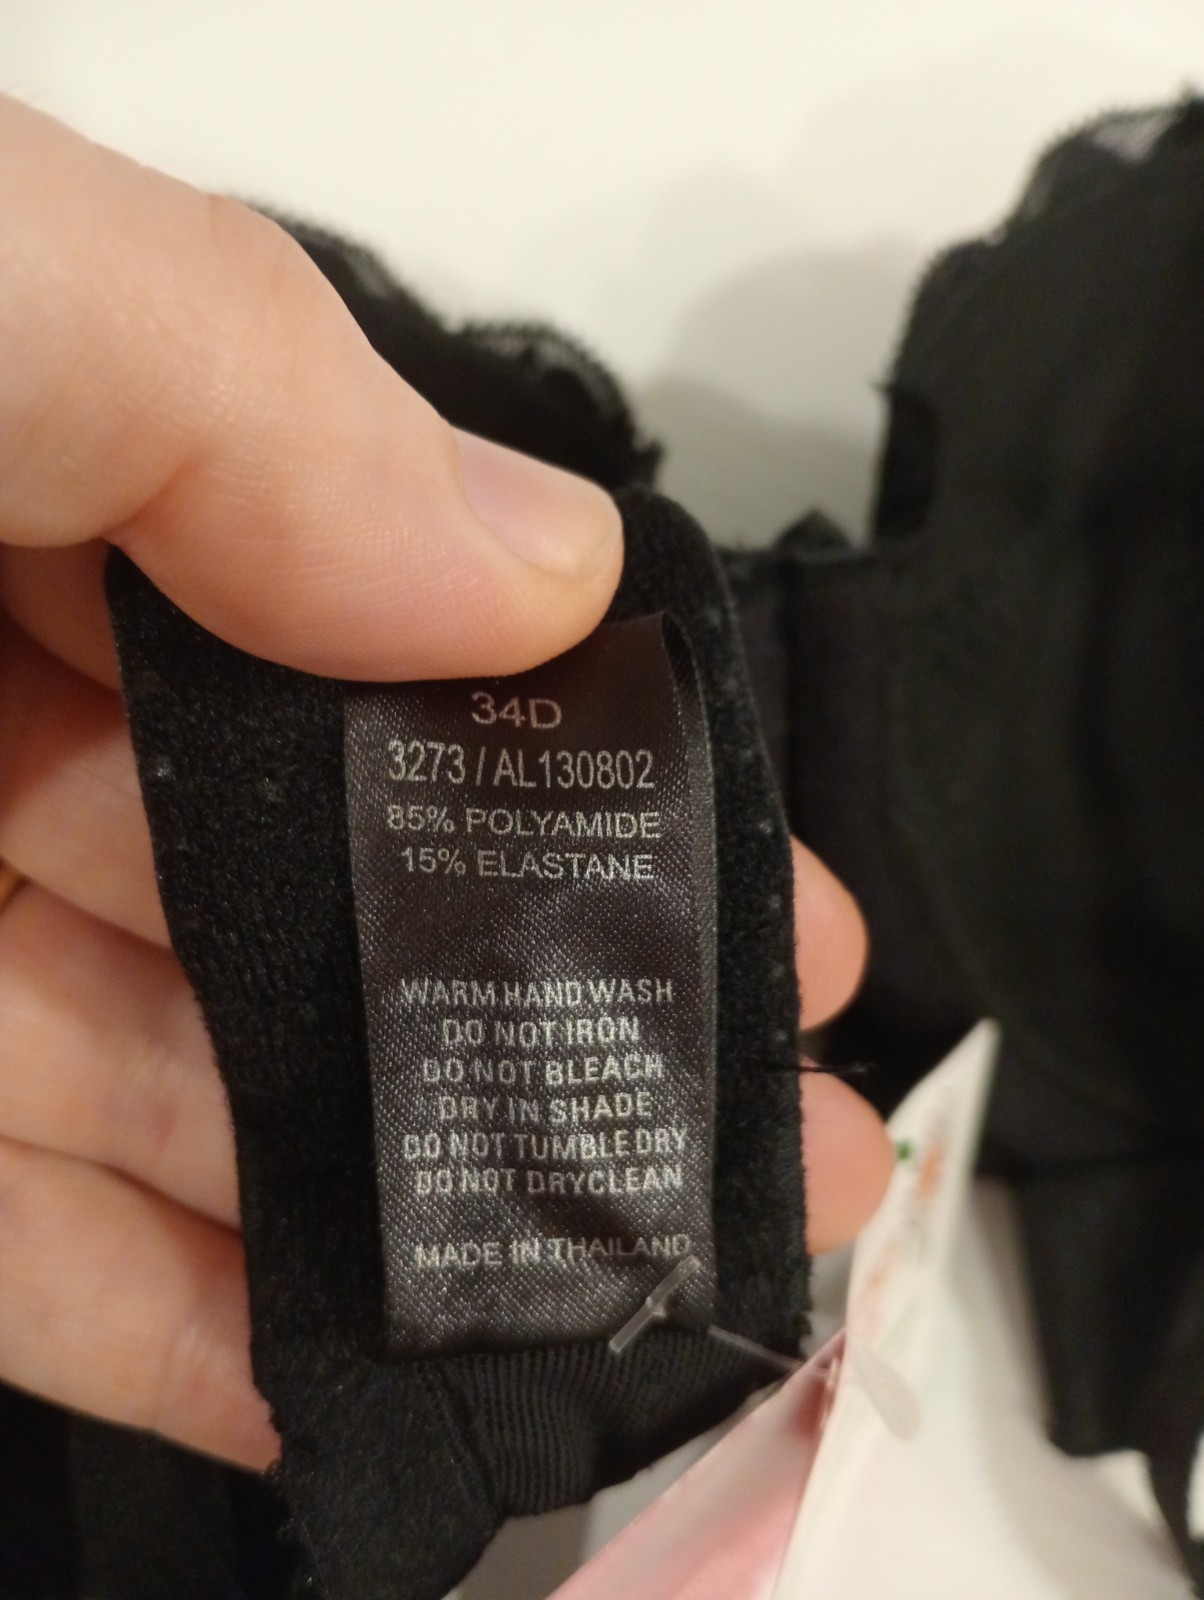 34D
3273 / AL130802
85% POLYAMIDE
15% ELASTANE
WARM HAND WASH
DO NOT IRON
DO NOT BLEACH
DRY IN SHADE
DO NOT TUMBLE DRY
DO NOT DRYCLEAN
MADE IN THAILAND